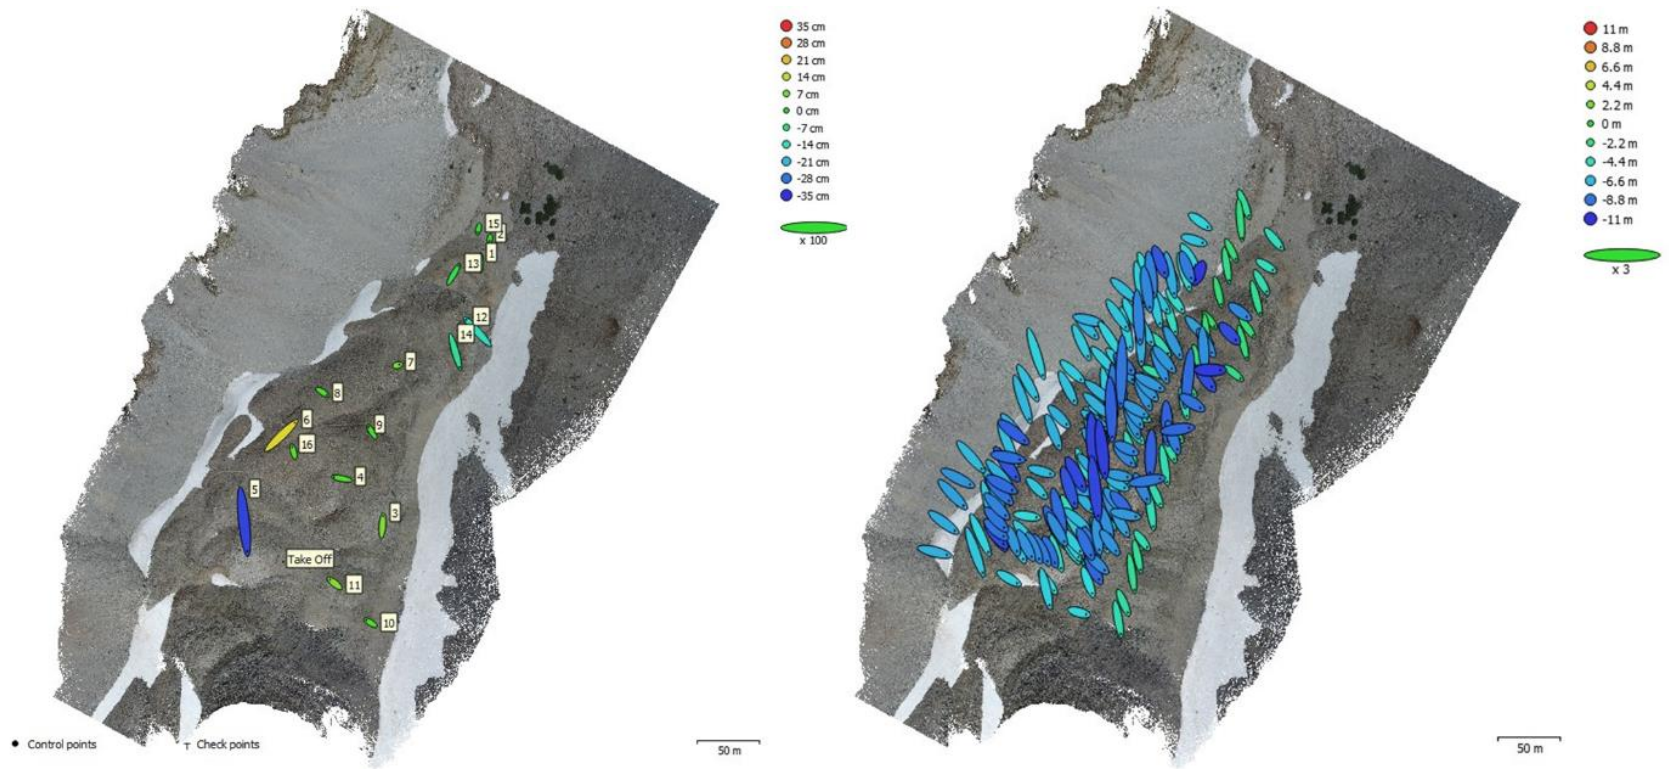 35 cm
28 cm
21 cm
14 cm
7 cm
0 cm
-7 cm
-14 cm
-21 cm
-28 cm
-35 cm
x 100
15
2
1
13
12
14
7
8
6
9
16
4
5
3
Take Off
11
10
Control points
Check points
50 m
11 m
8.8 m
6.6 m
4.4 m
2.2 m
0 m
-2.2 m
-4.4 m
-6.6 m
-8.8 m
-11 m
x 3
50 m